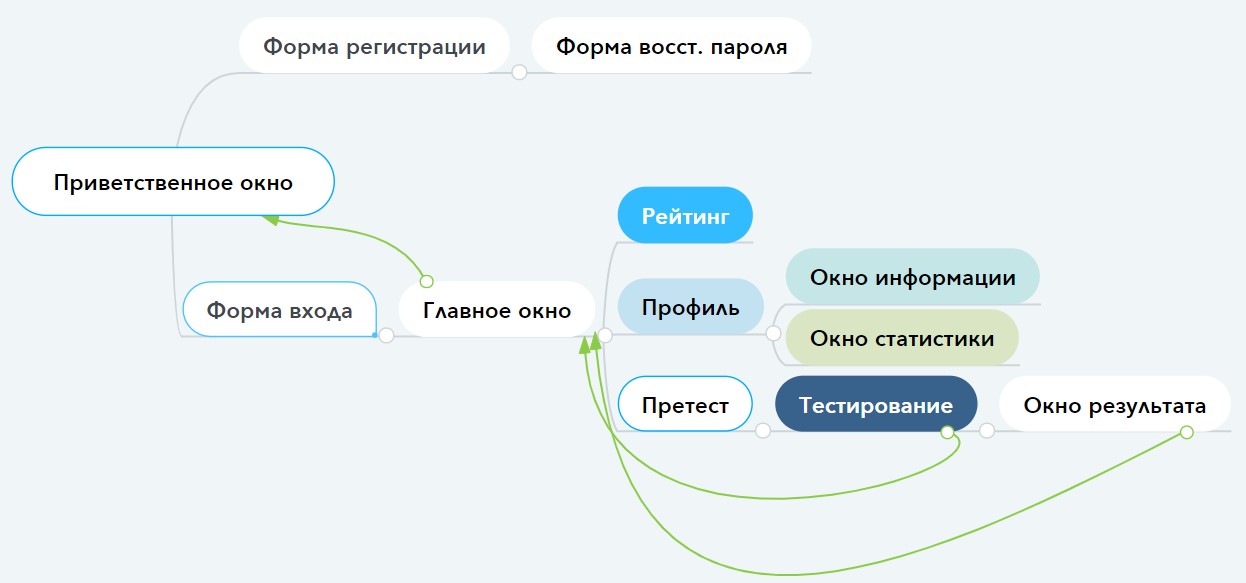 Форма регистрации
Форма восст. пароля
Приветственное окно
Рейтинг
Окно информации
Форма входа
Главное окно
Профиль
Окно статистики
Претест
Тестирование
Окно результата